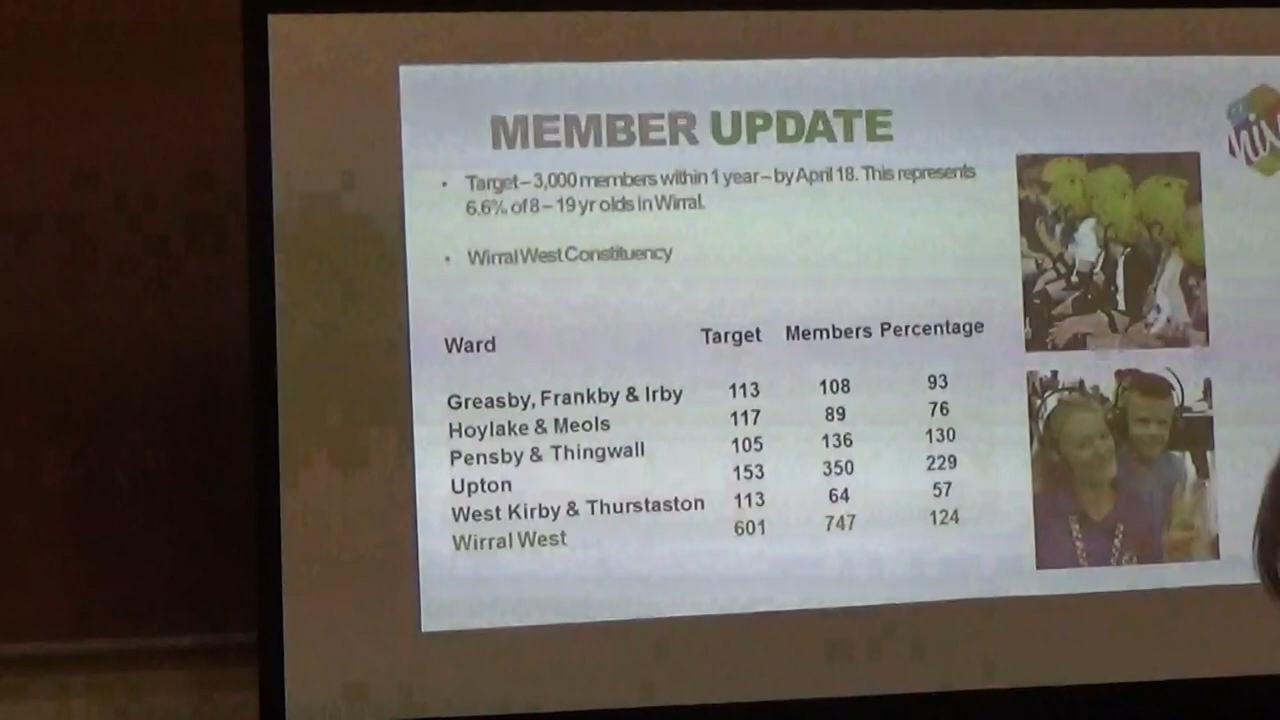 MEMBER UPDATE
• Target – 3,000 members within 1 year – by April 18. This represents
6.6% of 8 – 19 yr olds in Wirral.
• Wirral West Constituency
Ward Target Members Percentage
Greasby, Frankby & Irby 113 108 93
Hoylake & Meols 117 89 76
Pensby & Thingwall 105 136 130
Upton 153 350 229
West Kirby & Thurstaston 113 64 57
Wirral West 601 747 124